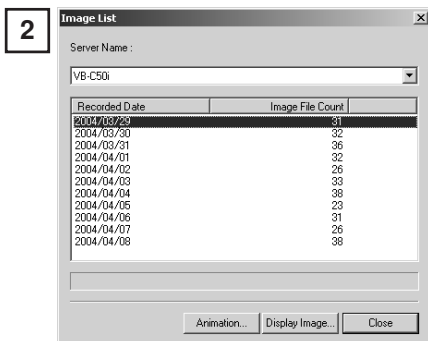 2
Image List
Server Name :
VB-C50i
Recorded Date Image File Count
2004/03/29 31
2004/03/30 32
2004/03/31 36
2004/04/01 32
2004/04/02 26
2004/04/03 33
2004/04/04 38
2004/04/05 23
2004/04/06 31
2004/04/07 26
2004/04/08 38
Animation... Display Image... Close